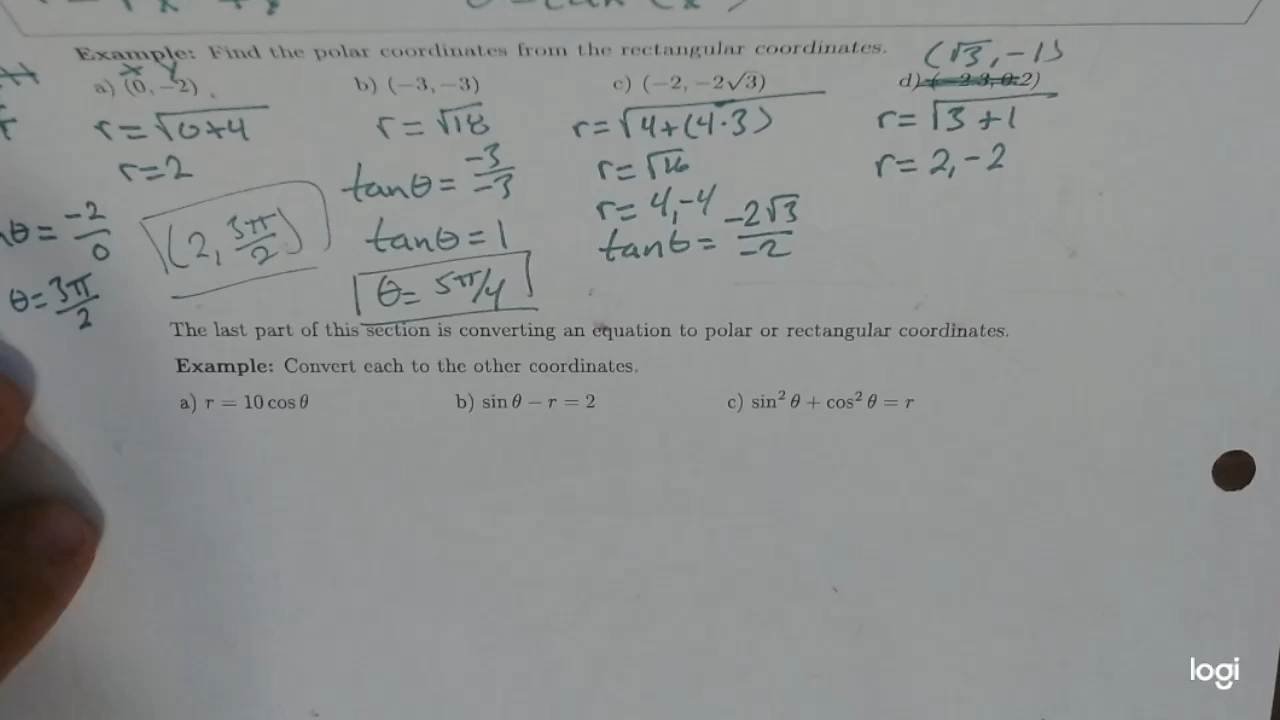 Example: Find the polar coordinates from the rectangular coordinates.
(√3, -1)
x y
a) (0, -2)
r = √0+4
r = 2
θ = -2/0
θ = 3π/2
(2, 3π/2)
b) (-3, -3)
r = √18
tanθ = -3/-3
tanθ = 1
θ = 5π/4
c) (-2, -2√3)
r = √4+(4·3)
r = √16
r = 4, -4
tanθ = -2√3/-2
d)
r = √3+1
r = 2, -2
The last part of this section is converting an equation to polar or rectangular coordinates.
Example: Convert each to the other coordinates.
a) r = 10 cos θ
b) sin θ − r = 2
c) sin² θ + cos² θ = r
logi